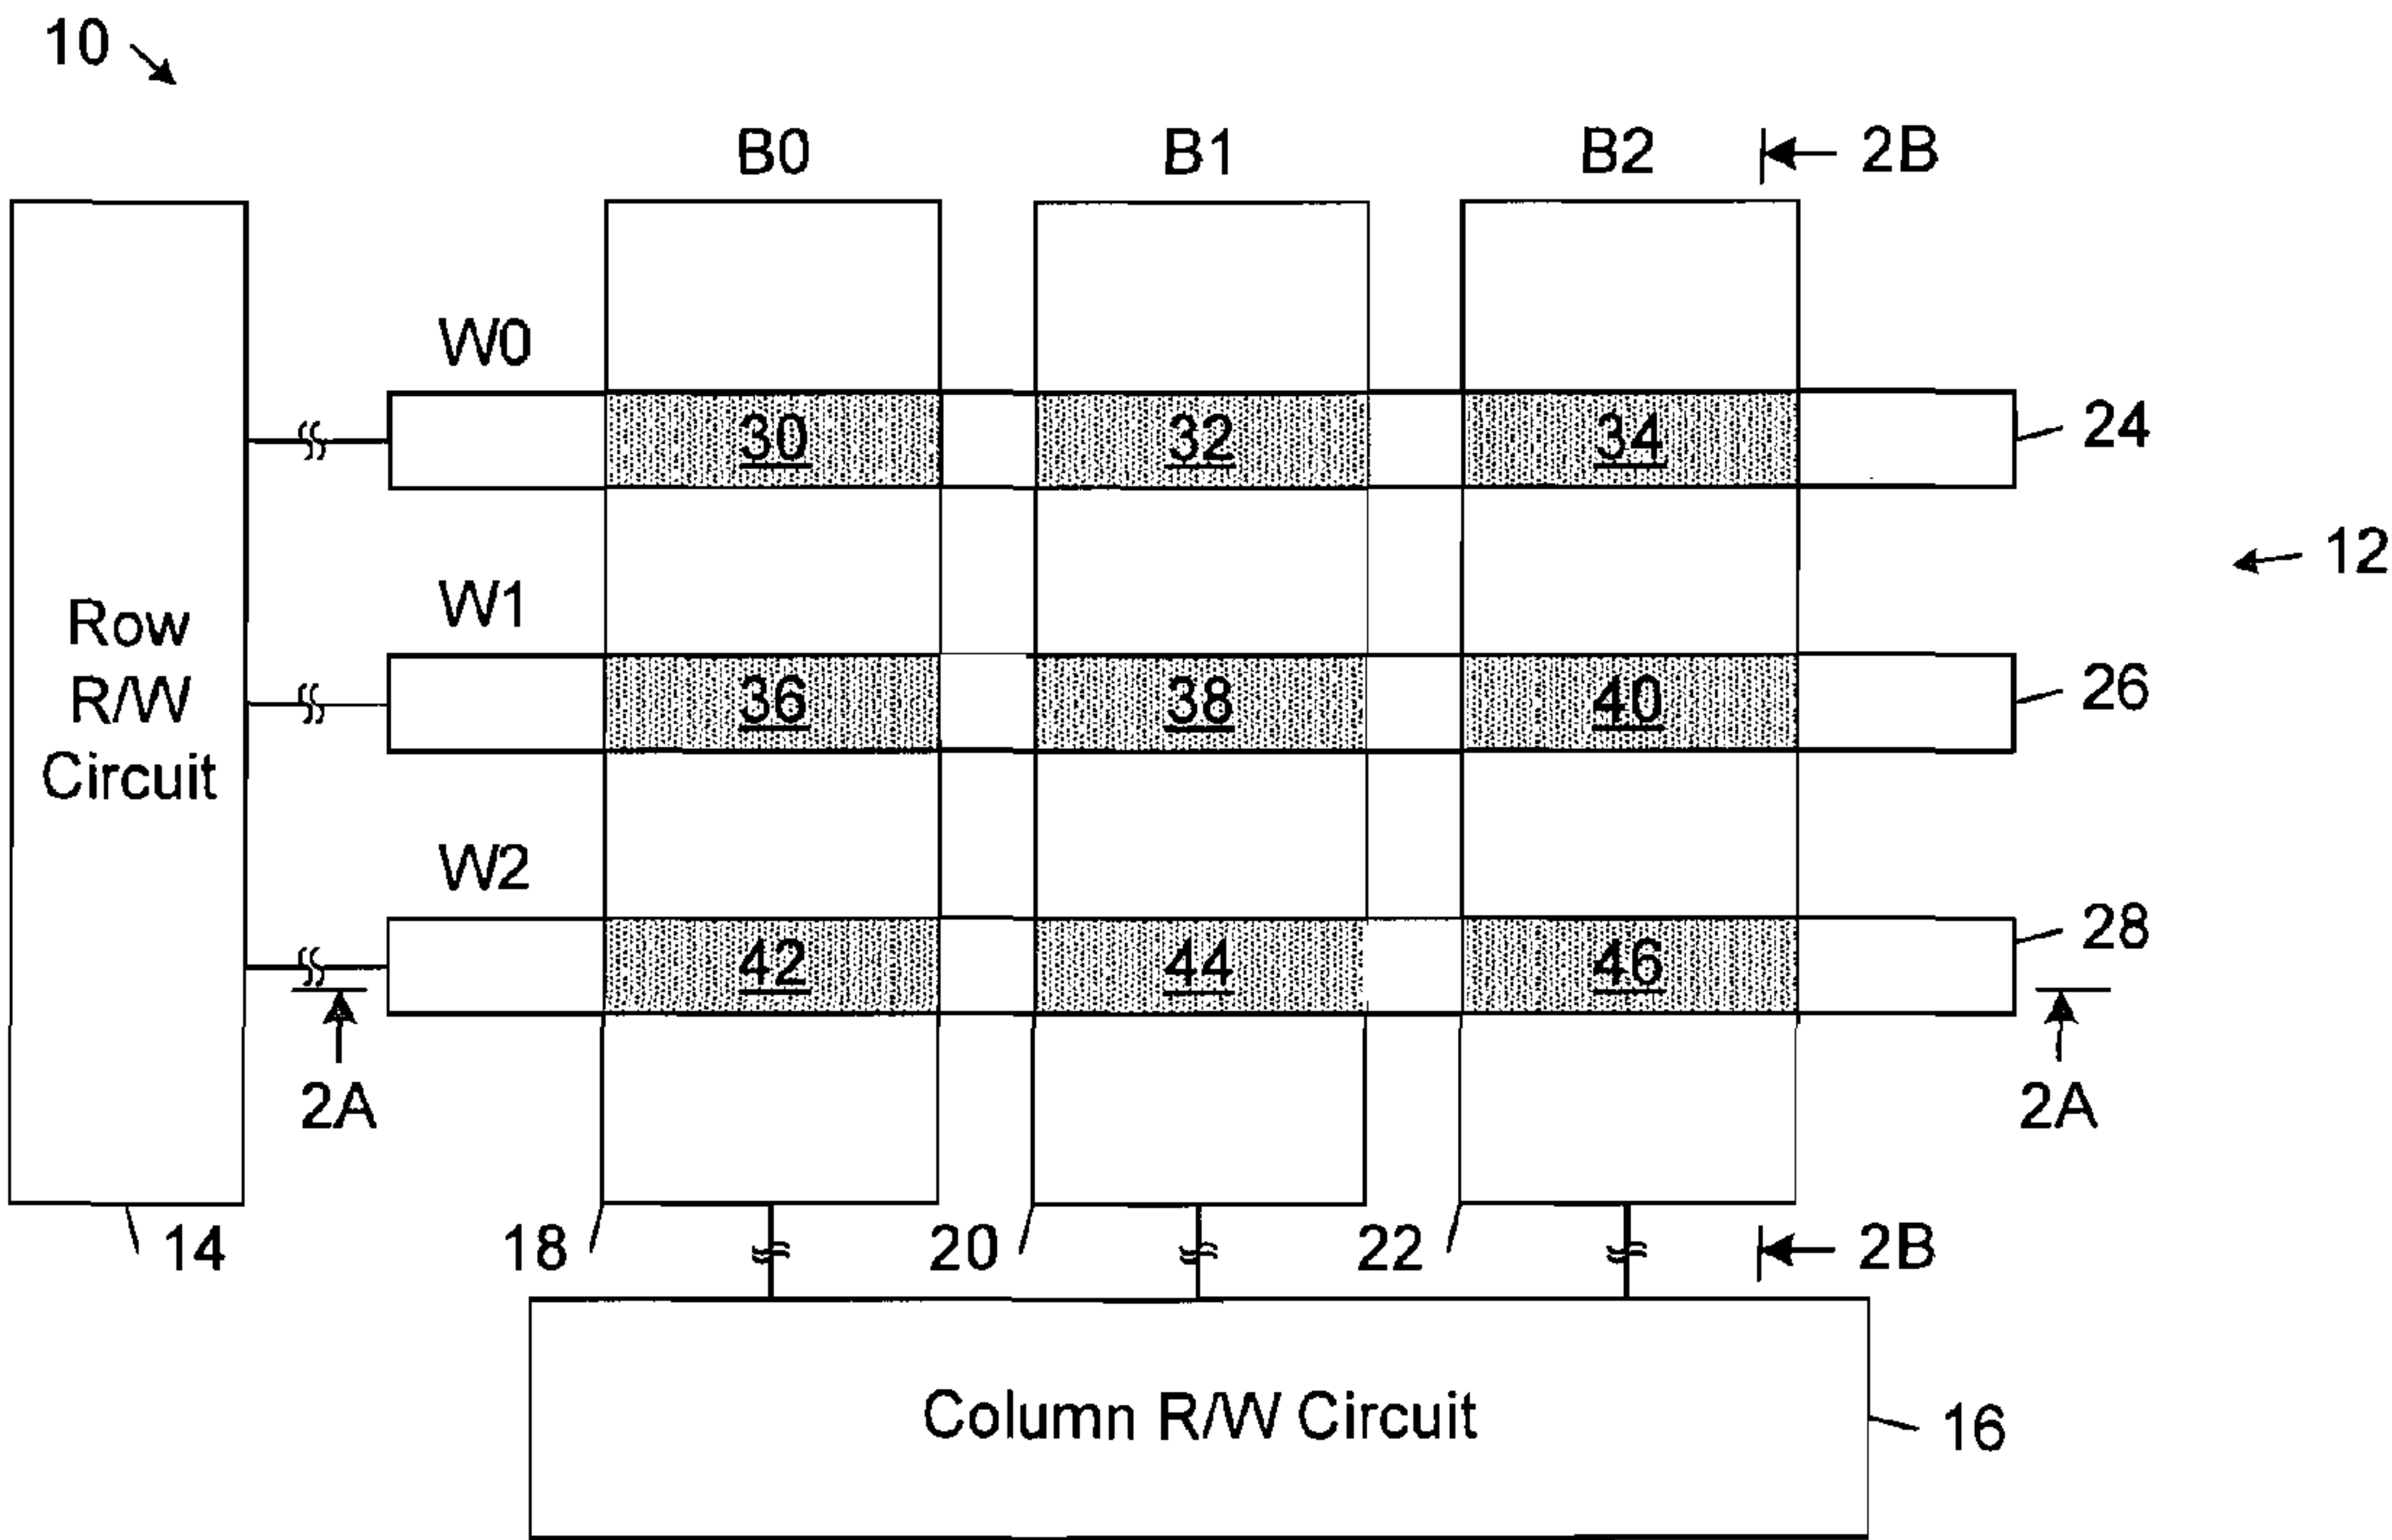 10
B0 B1 B2 2B
W0
30 32 34 24
12
W1
Row
R/W
Circuit
36 38 40 26
W2
42 44 46 28
2A 2A
14 18 20 22 2B
Column R/W Circuit 16